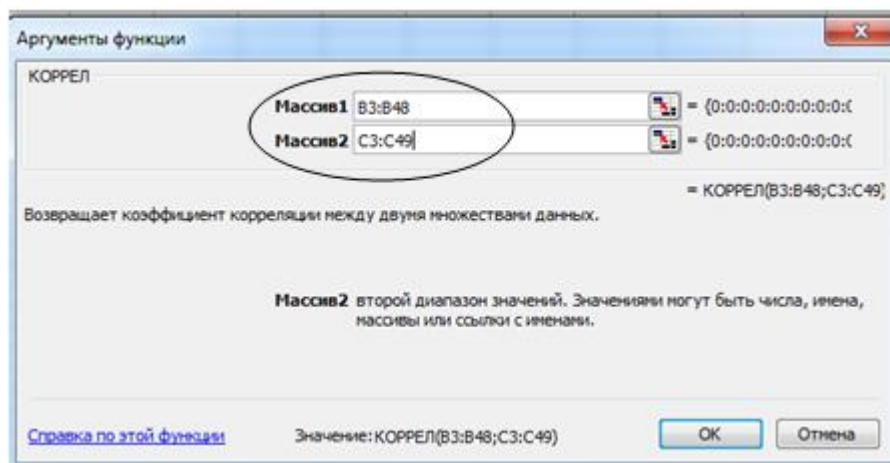 Аргументы функции
КОРРЕЛ
Массив1 B3:B48 = {0:0:0:0:0:0:0:0:0:(
Массив2 C3:C49 = {0:0:0:0:0:0:0:0:0:(
= КОРРЕЛ(B3:B48;C3:C49)
Возвращает коэффициент корреляции между двумя множествами данных.
Массив2 второй диапазон значений. Значениями могут быть числа, имена,
массивы или ссылки с именами.
Справка по этой функции Значение:КОРРЕЛ(B3:B48;C3:C49) ОК Отмена